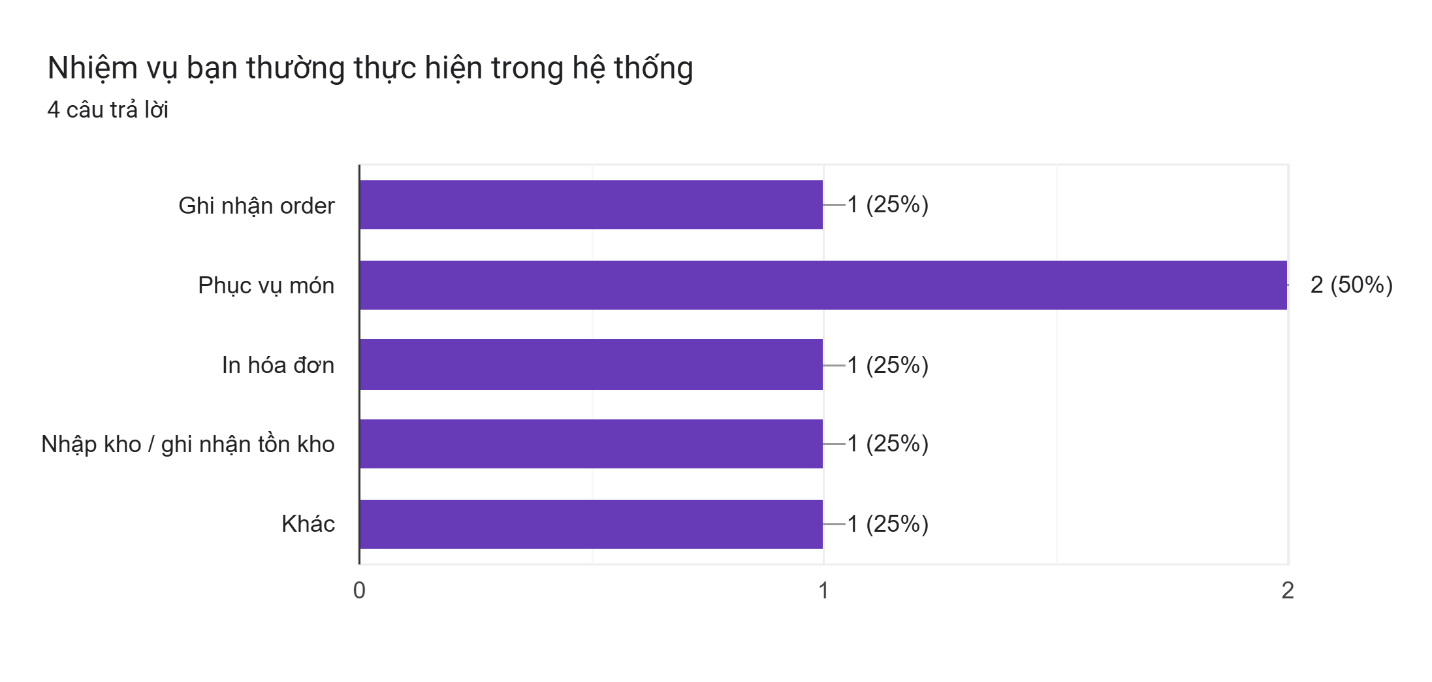 Nhiệm vụ bạn thường thực hiện trong hệ thống
4 câu trả lời
Ghi nhận order
1 (25%)
Phục vụ món
2 (50%)
In hóa đơn
1 (25%)
Nhập kho / ghi nhận tồn kho
1 (25%)
Khác
1 (25%)
0
1
2